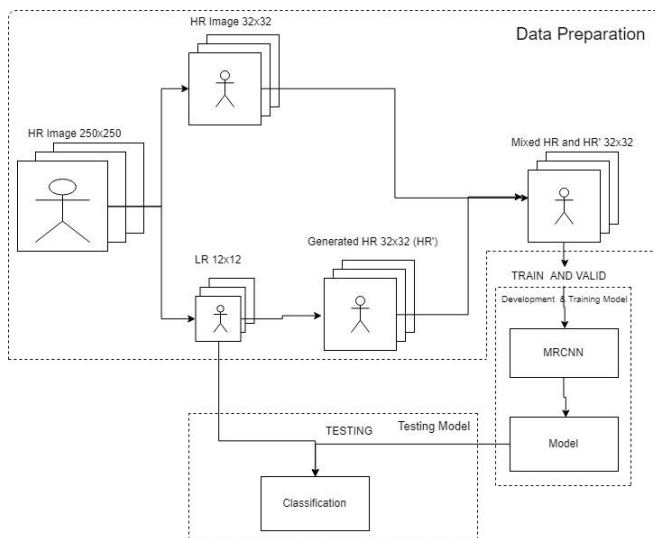 HR Image 32x32
Data Preparation
HR Image 250x250
Mixed HR and HR' 32x32
Generated HR 32x32 (HR')
LR 12x12
TRAIN AND VALID
Development & Training Model
MRCNN
TESTING
Testing Model
Model
Classification